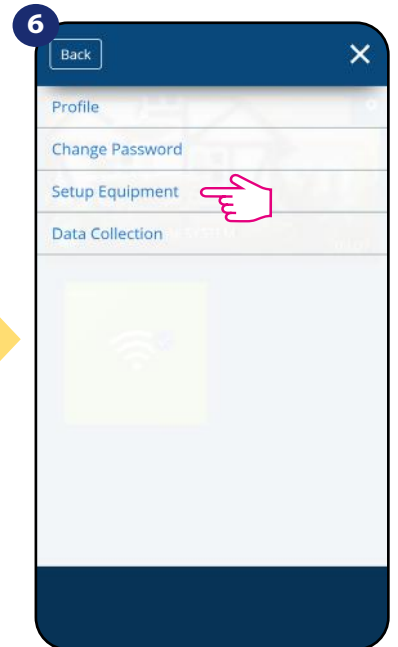 6
Back
Profile
Change Password
Setup Equipment
Data Collection